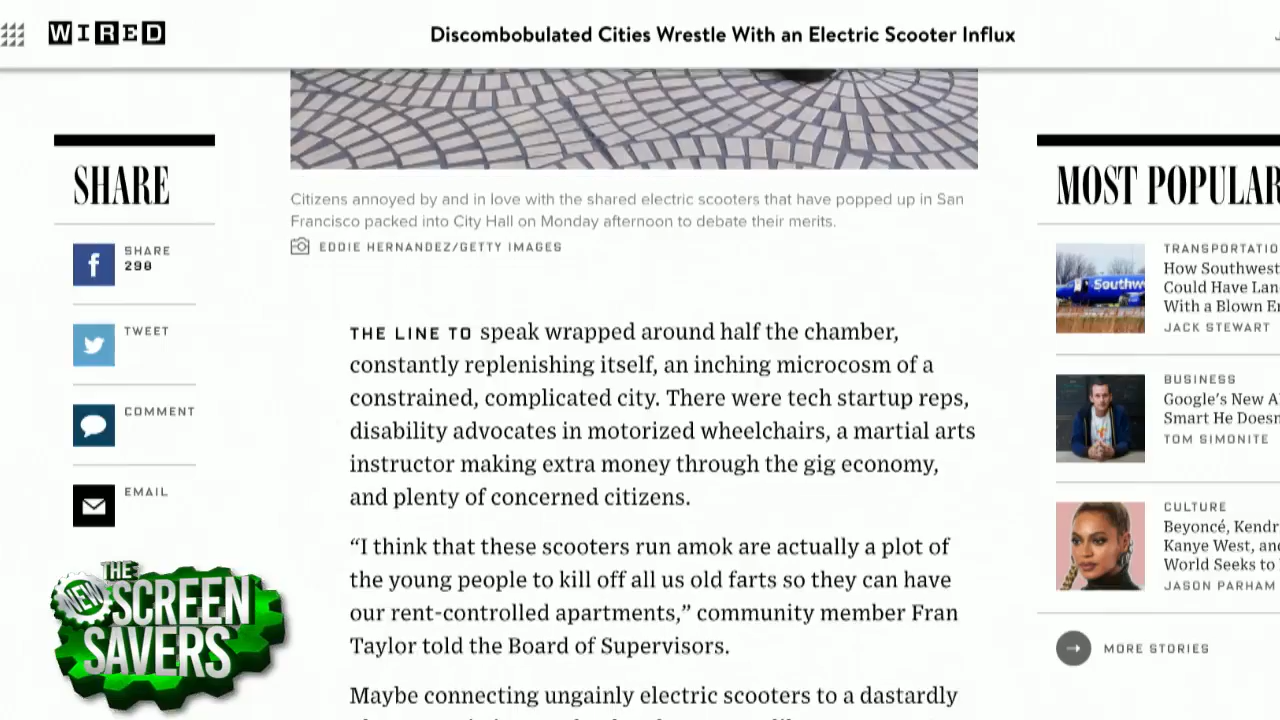 WIRED
Discombobulated Cities Wrestle With an Electric Scooter Influx
SHARE
SHARE
298
TWEET
COMMENT
EMAIL
THE NEW SCREEN SAVERS
Citizens annoyed by and in love with the shared electric scooters that have popped up in San
Francisco packed into City Hall on Monday afternoon to debate their merits.
EDDIE HERNANDEZ/GETTY IMAGES
THE LINE TO speak wrapped around half the chamber,
constantly replenishing itself, an inching microcosm of a
constrained, complicated city. There were tech startup reps,
disability advocates in motorized wheelchairs, a martial arts
instructor making extra money through the gig economy,
and plenty of concerned citizens.
“I think that these scooters run amok are actually a plot of
the young people to kill off all us old farts so they can have
our rent-controlled apartments,” community member Fran
Taylor told the Board of Supervisors.
Maybe connecting ungainly electric scooters to a dastardly
MOST POPULAR
Southw
TRANSPORTATIO
How Southwest
Could Have Lan
With a Blown E
JACK STEWART
BUSINESS
Google’s New A
Smart He Doesn
TOM SIMONITE
CULTURE
Beyoncé, Kendr
Kanye West, and
World Seeks to
JASON PARHAM
MORE STORIES